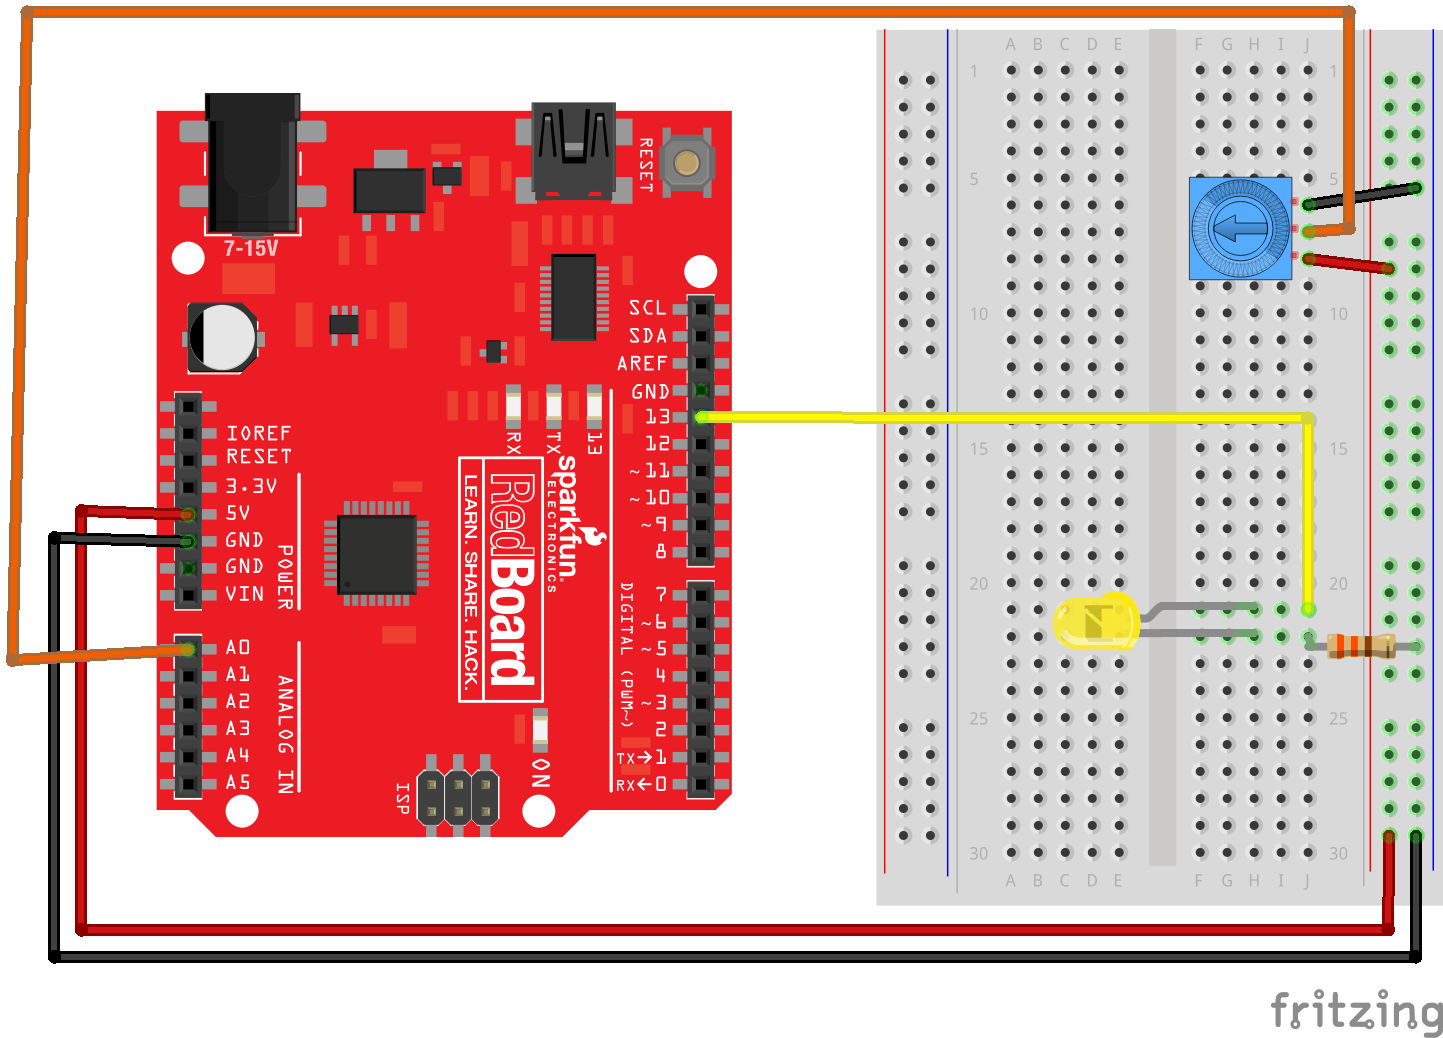 A B C D E F G H I J
1 1
5 5
10 10
15 15
20 20
25 25
30 30
A B C D E F G H I J
7-15V
RESET
SCL
SDA
AREF
GND
13
12
~11
~10
~9
8
7
~6
~5
4
~3
2
TX→1
RX←0
DIGITAL (PWM~)
RX
TX
13
IOREF
RESET
3.3V
5V
GND
GND
VIN
POWER
A0
A1
A2
A3
A4
A5
ANALOG IN
sparkfun
ELECTRONICS
RedBoard
LEARN. SHARE. HACK.
ON
ISP
fritzing